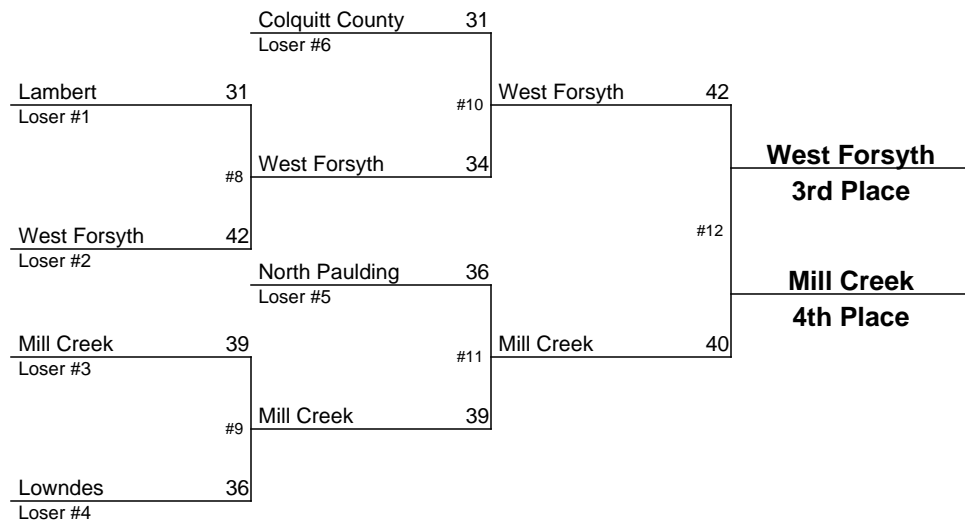 Colquitt County 31
Loser #6
Lambert 31
Loser #1
#10
West Forsyth 42
West Forsyth
3rd Place
#8
West Forsyth 34
West Forsyth 42
Loser #2
#12
North Paulding 36
Loser #5
Mill Creek
4th Place
Mill Creek 39
Loser #3
#11
Mill Creek 40
#9
Mill Creek 39
Lowndes 36
Loser #4